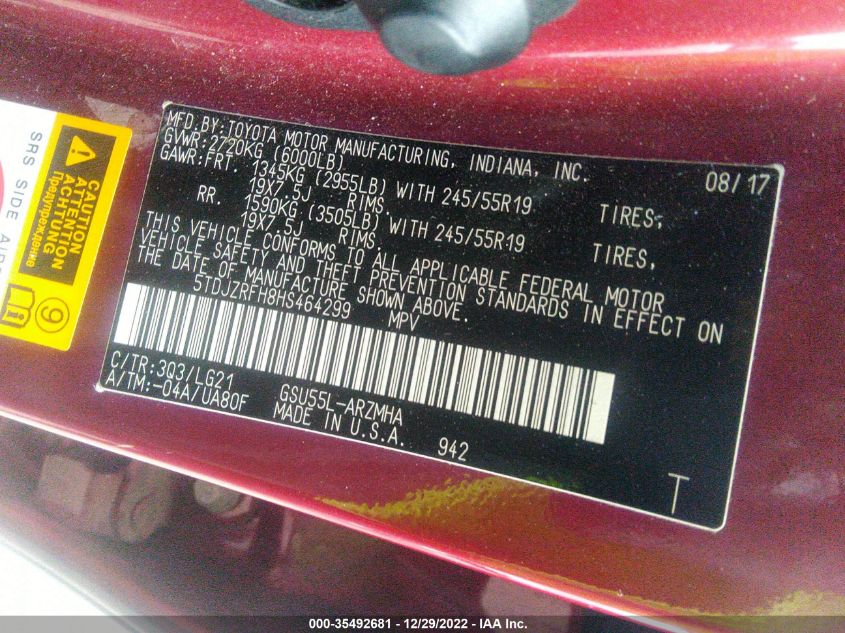 MFD.BY:TOYOTA MOTOR MANUFACTURING, INDIANA, INC. 08/17
GVWR:2720KG (6000LB)
GAWR:FRT. 1345KG (2955LB) WITH 245/55R19 TIRES,
19X7.5J RIMS.
RR. 1590KG (3505LB) WITH 245/55R19 TIRES,
19X7.5J RIMS.
THIS VEHICLE CONFORMS TO ALL APPLICABLE FEDERAL MOTOR
VEHICLE SAFETY AND THEFT PREVENTION STANDARDS IN EFFECT ON
THE DATE OF MANUFACTURE SHOWN ABOVE.
5TDJZRFH8HS464299 MPV
C/TR:3Q3/LG21 GSU55L-ARZMHA
A/TM:-04A/UA80F MADE IN U.S.A. 942
T
SRS SIDE AIR
CAUTION
ATTENTION
ACHTUNG
Предупреждение
9
000-35492681 - 12/29/2022 - IAA Inc.